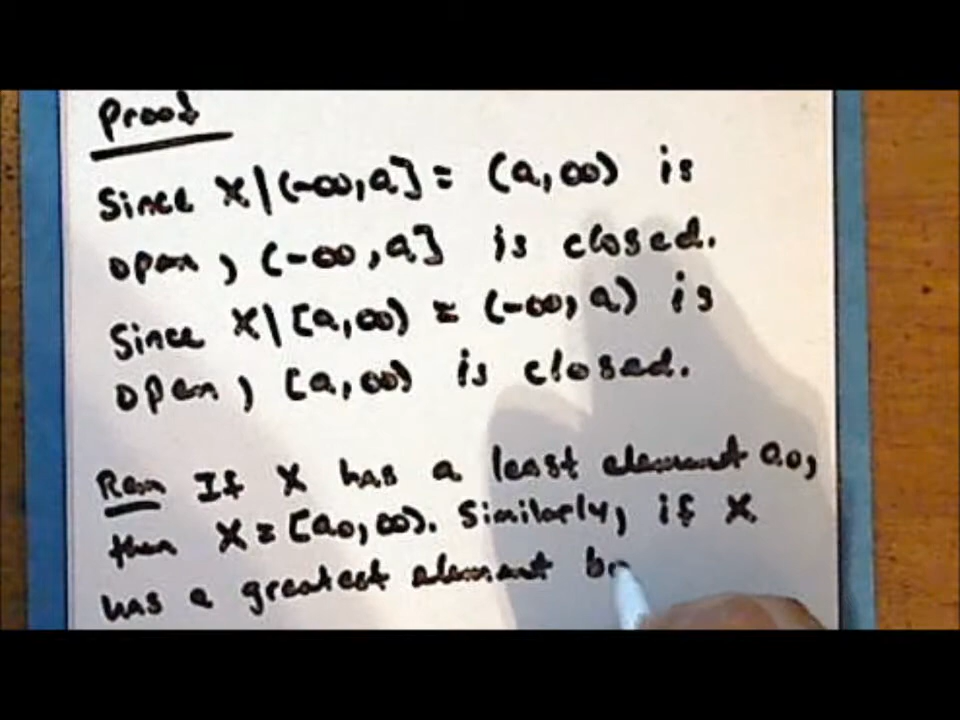 Proof
Since X\(-∞,a] = (a,∞) is
open, (-∞,a] is closed.
Since X\[a,∞) = (-∞,a) is
open, [a,∞) is closed.
Rem If X has a least element a₀,
then X = [a₀,∞). Similarly, if X
has a greatest element b₀